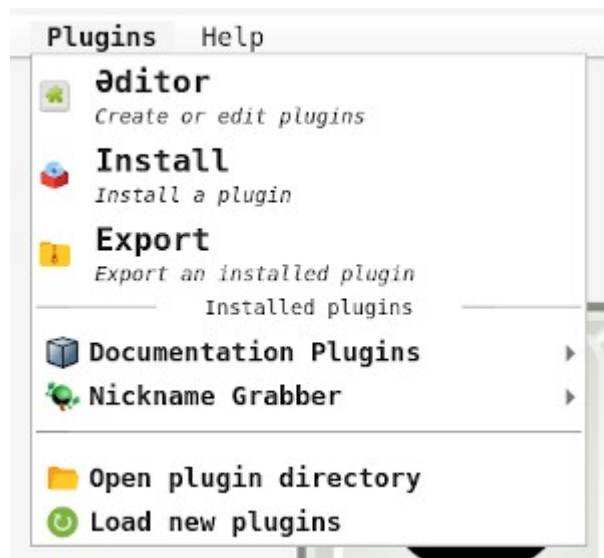 Plugins Help
Əditor
Create or edit plugins
Install
Install a plugin
Export
Export an installed plugin
Installed plugins
Documentation Plugins
Nickname Grabber
Open plugin directory
Load new plugins